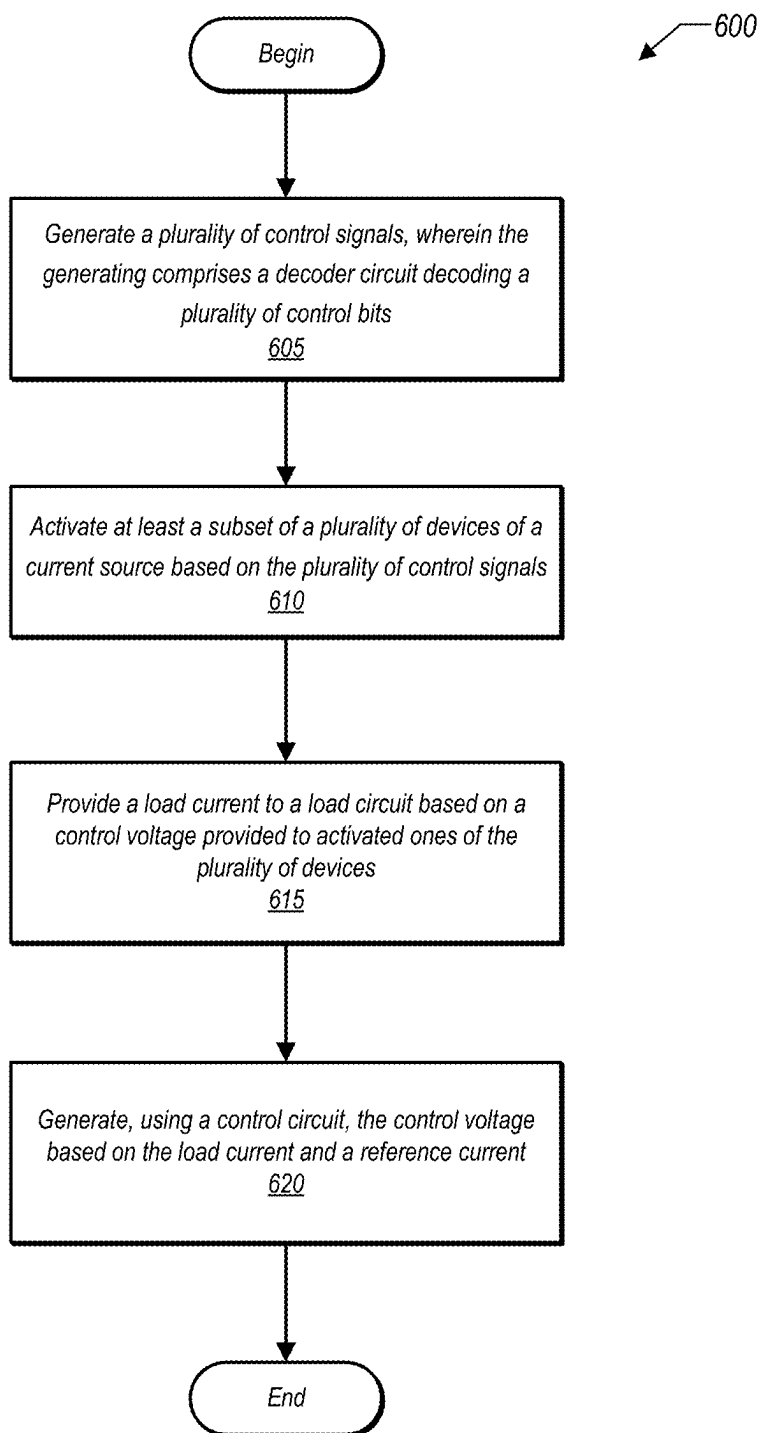 600
Begin
Generate a plurality of control signals, wherein the
generating comprises a decoder circuit decoding a
plurality of control bits
605
Activate at least a subset of a plurality of devices of a
current source based on the plurality of control signals
610
Provide a load current to a load circuit based on a
control voltage provided to activated ones of the
plurality of devices
615
Generate, using a control circuit, the control voltage
based on the load current and a reference current
620
End